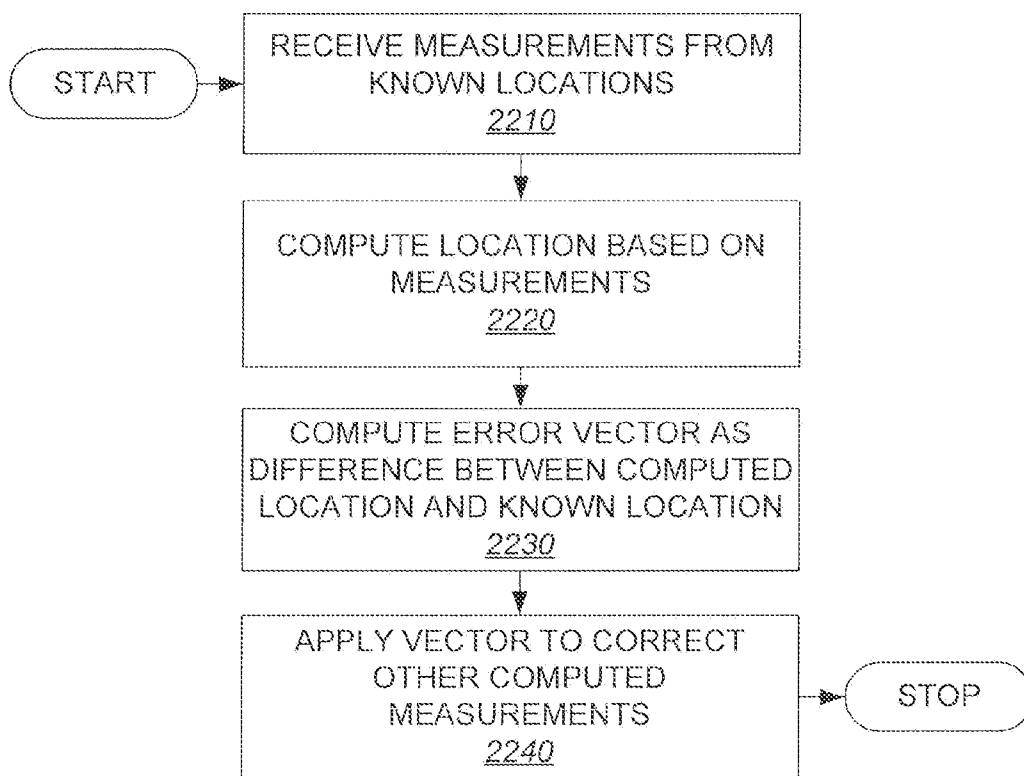 START
RECEIVE MEASUREMENTS FROM
KNOWN LOCATIONS
2210
COMPUTE LOCATION BASED ON
MEASUREMENTS
2220
COMPUTE ERROR VECTOR AS
DIFFERENCE BETWEEN COMPUTED
LOCATION AND KNOWN LOCATION
2230
APPLY VECTOR TO CORRECT
OTHER COMPUTED
MEASUREMENTS
2240
STOP